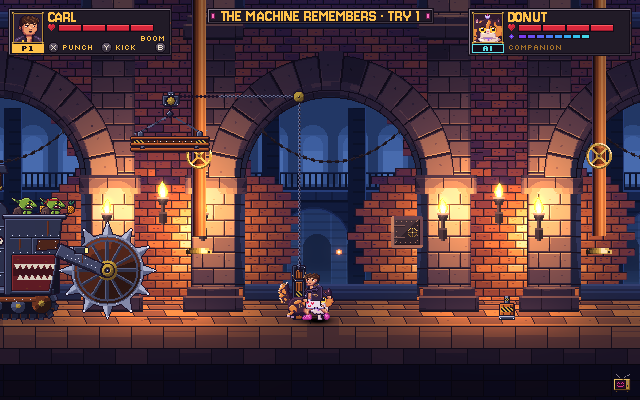 CARL
BOOM
P1 X PUNCH Y KICK B
THE MACHINE REMEMBERS · TRY 1
DONUT
AI COMPANION